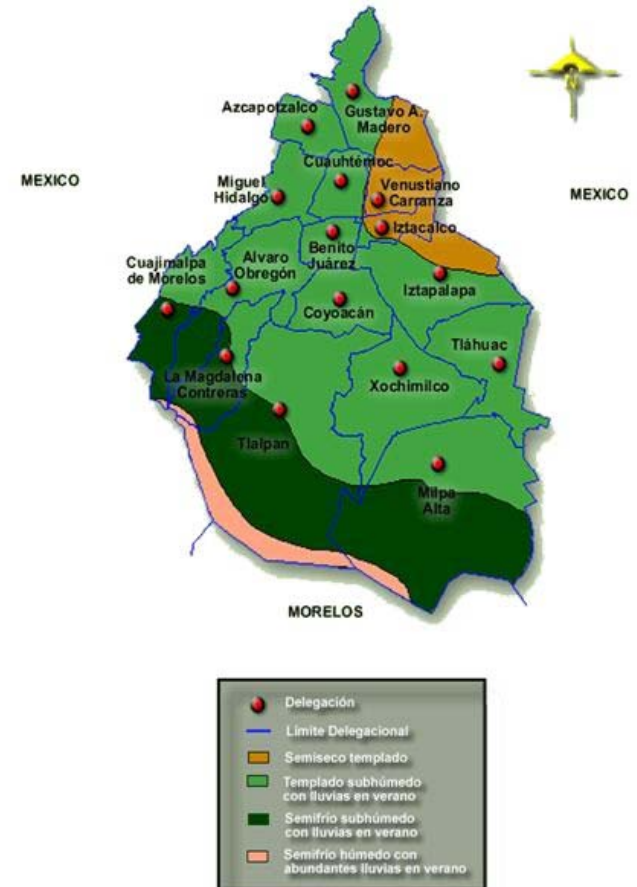 Azcapotzalco
Gustavo A.
Madero
Cuauhtémoc
MEXICO
Miguel
Hidalgo
Venustiano
Carranza
MEXICO
Iztacalco
Benito
Juárez
Cuajimalpa
de Morelos
Alvaro
Obregón
Iztapalapa
Coyoacán
Tláhuac
La Magdalena
Contreras
Xochimilco
Tlalpan
Milpa
Alta
MORELOS
Delegación
Límite Delegacional
Semiseco templado
Templado subhúmedo
con lluvias en verano
Semifrío subhúmedo
con lluvias en verano
Semifrío húmedo con
abundantes lluvias en verano